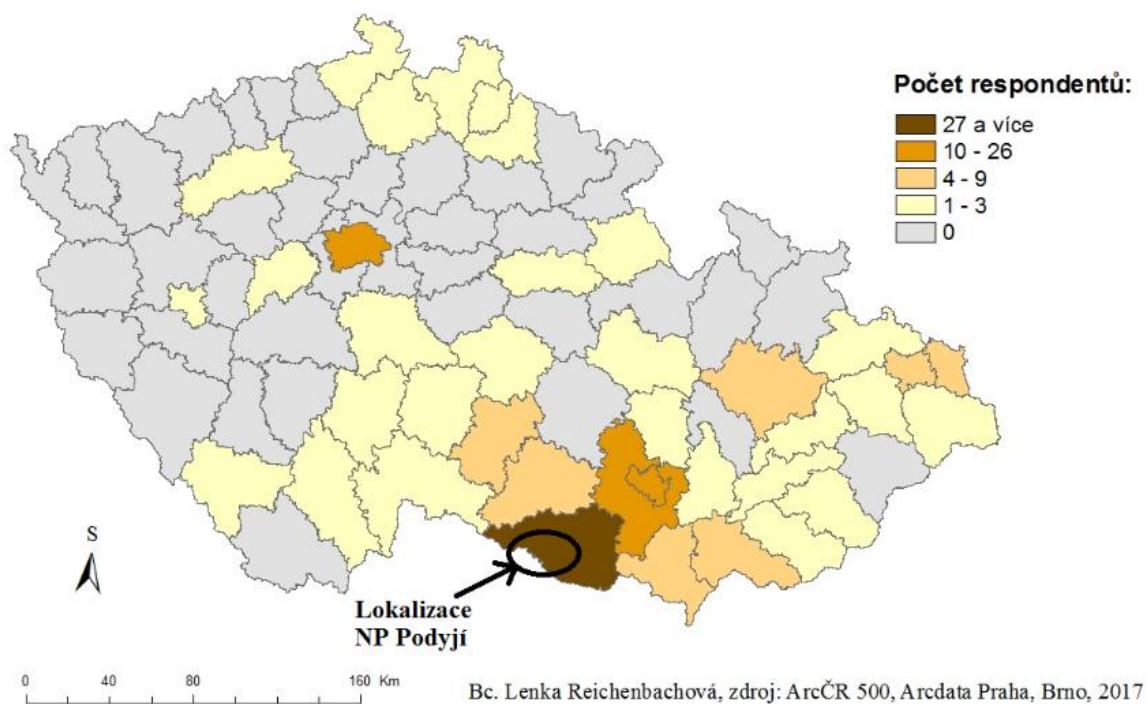 Počet respondentů:
27 a více
10 - 26
4 - 9
1 - 3
0
S
Lokalizace
NP Podyjí
0 40 80 160 Km
Bc. Lenka Reichenbachová, zdroj: ArcČR 500, Arcdata Praha, Brno, 2017